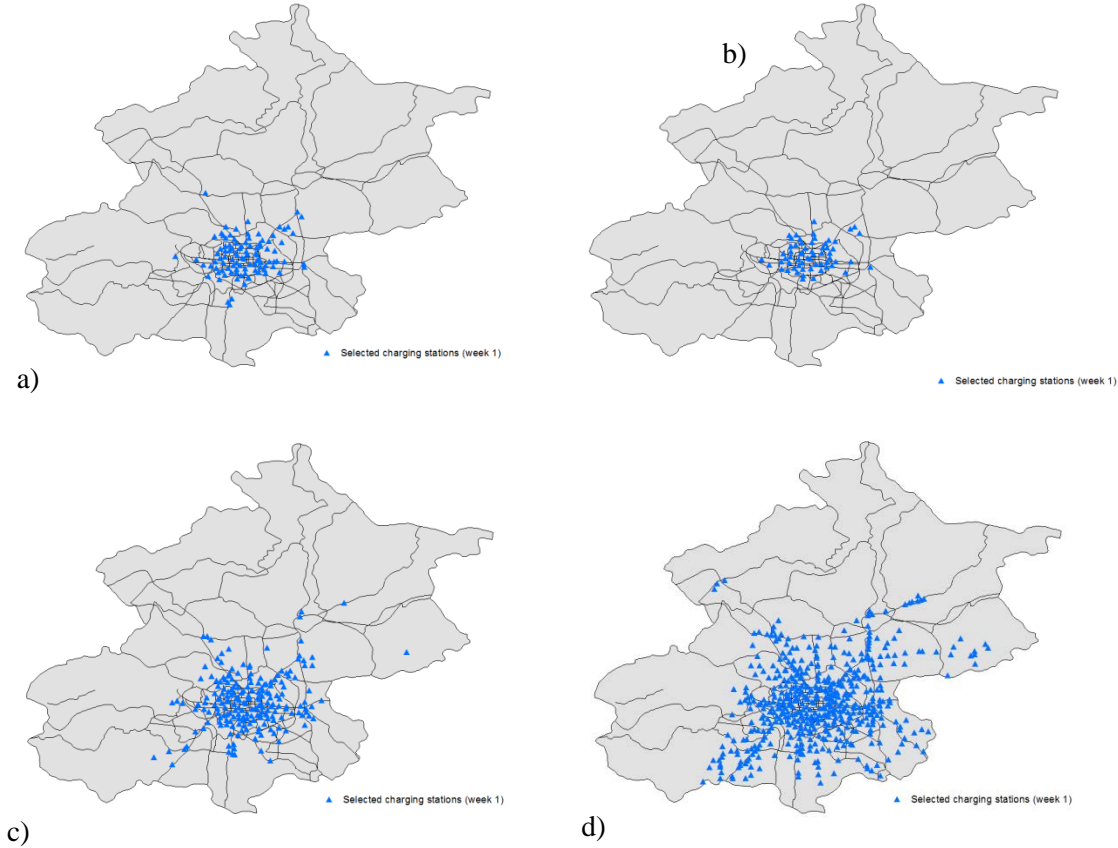 b)
Selected charging stations (week 1)
a)
Selected charging stations (week 1)
Selected charging stations (week 1)
c)
Selected charging stations (week 1)
d)